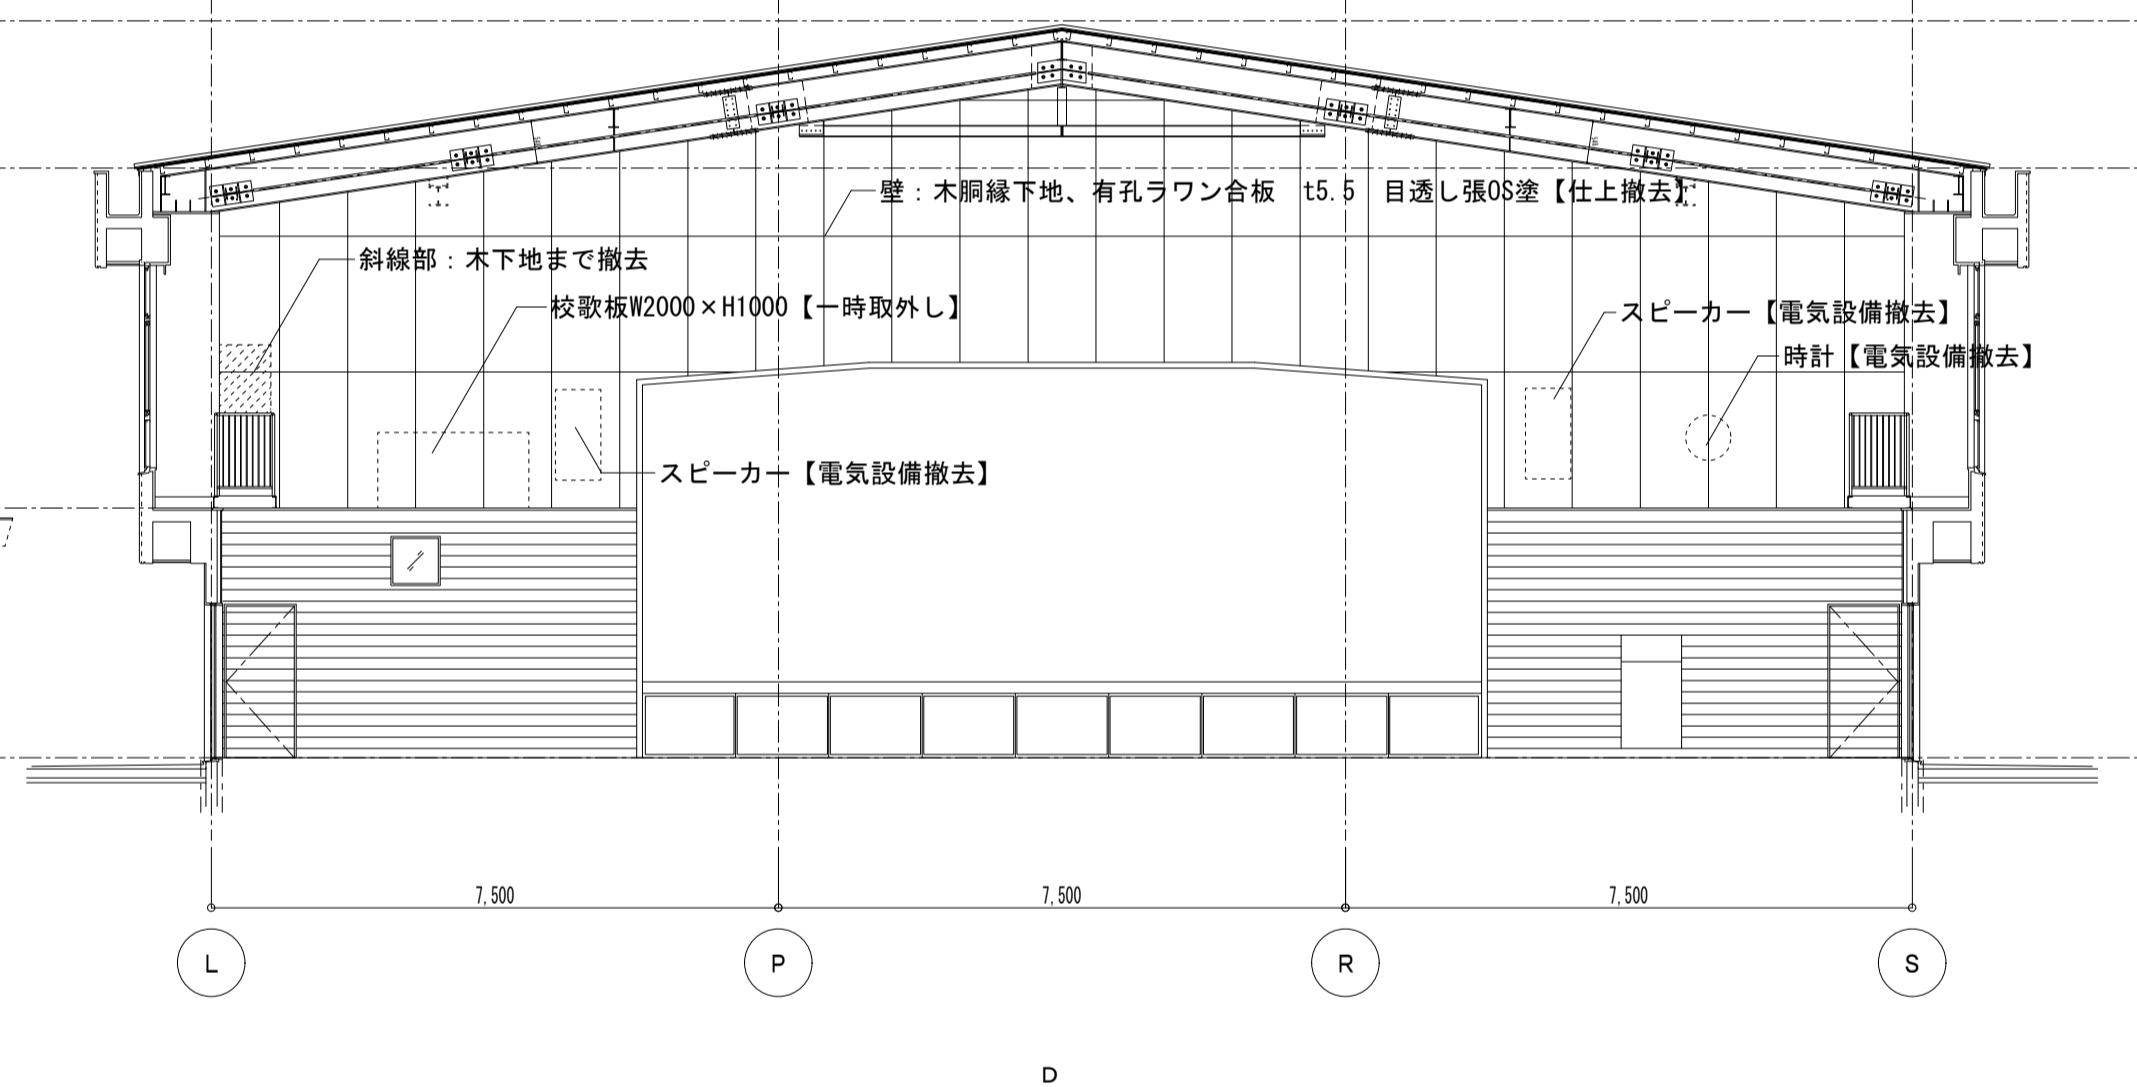 壁：木胴縁下地、有孔ラワン合板　t5.5　目透し張OS塗【仕上撤去】
斜線部：木下地まで撤去
校歌板W2000×H1000【一時取外し】
スピーカー【電気設備撤去】
時計【電気設備撤去】
スピーカー【電気設備撤去】
7,500
7,500
7,500
L
P
R
S
D